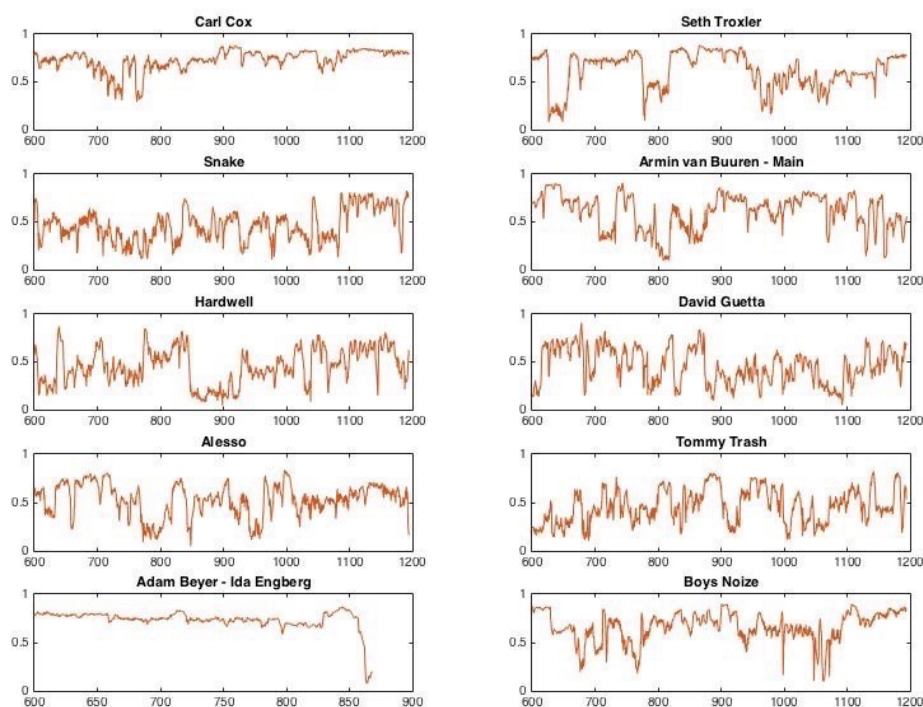 Carl Cox
1
0.5
0
600 700 800 900 1000 1100 1200
Seth Troxler
1
0.5
0
600 700 800 900 1000 1100 1200
Snake
1
0.5
0
600 700 800 900 1000 1100 1200
Armin van Buuren - Main
1
0.5
0
600 700 800 900 1000 1100 1200
Hardwell
1
0.5
0
600 700 800 900 1000 1100 1200
David Guetta
1
0.5
0
600 700 800 900 1000 1100 1200
Alesso
1
0.5
0
600 700 800 900 1000 1100 1200
Tommy Trash
1
0.5
0
600 700 800 900 1000 1100 1200
Adam Beyer - Ida Engberg
1
0.5
0
600 650 700 750 800 850 900
Boys Noize
1
0.5
0
600 700 800 900 1000 1100 1200